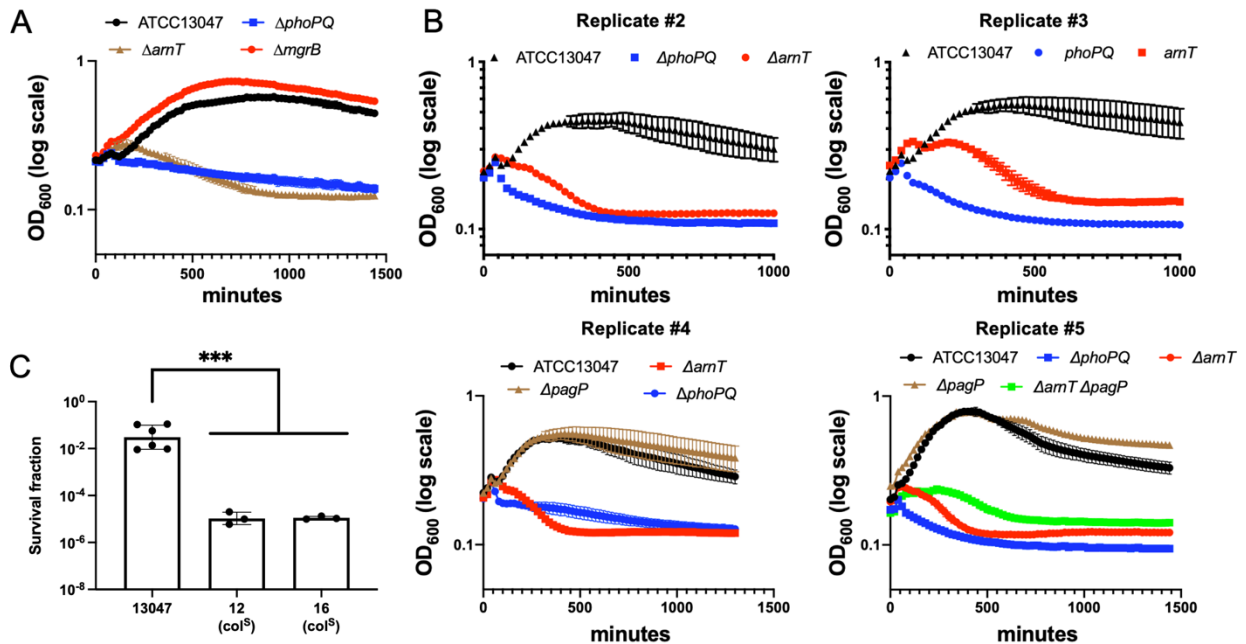 A
ATCC13047
ΔphoPQ
ΔarnT
ΔmgrB
OD600 (log scale)
1
0.1
0 500 1000 1500
minutes
B
Replicate #2
ATCC13047 ΔphoPQ ΔarnT
OD600 (log scale)
1
0.1
0 500 1000
minutes
Replicate #3
ATCC13047 phoPQ arnT
OD600 (log scale)
1
0.1
0 500 1000
minutes
C
***
Survival fraction
10^0
10^-2
10^-4
10^-6
10^-8
13047 12 16
(col^S) (col^S)
Replicate #4
ATCC13047 ΔarnT
ΔpagP ΔphoPQ
OD600 (log scale)
1
0.1
0 500 1000 1500
minutes
Replicate #5
ATCC13047 ΔphoPQ ΔarnT
ΔpagP ΔarnT ΔpagP
OD600 (log scale)
1
0.1
0 500 1000 1500
minutes